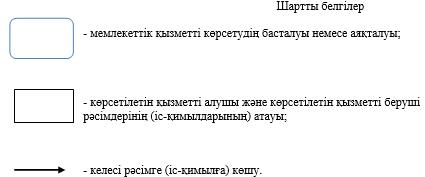 Шартты белгілер
- мемлекеттік қызметті көрсетудің басталуы немесе аяқталуы;
- көрсетілетін қызметті алушы және көрсетілетін қызметті беруші
рәсімдерінің (іс-қимылдарының) атауы;
- келесі рәсімге (іс-қимылға) көшу.